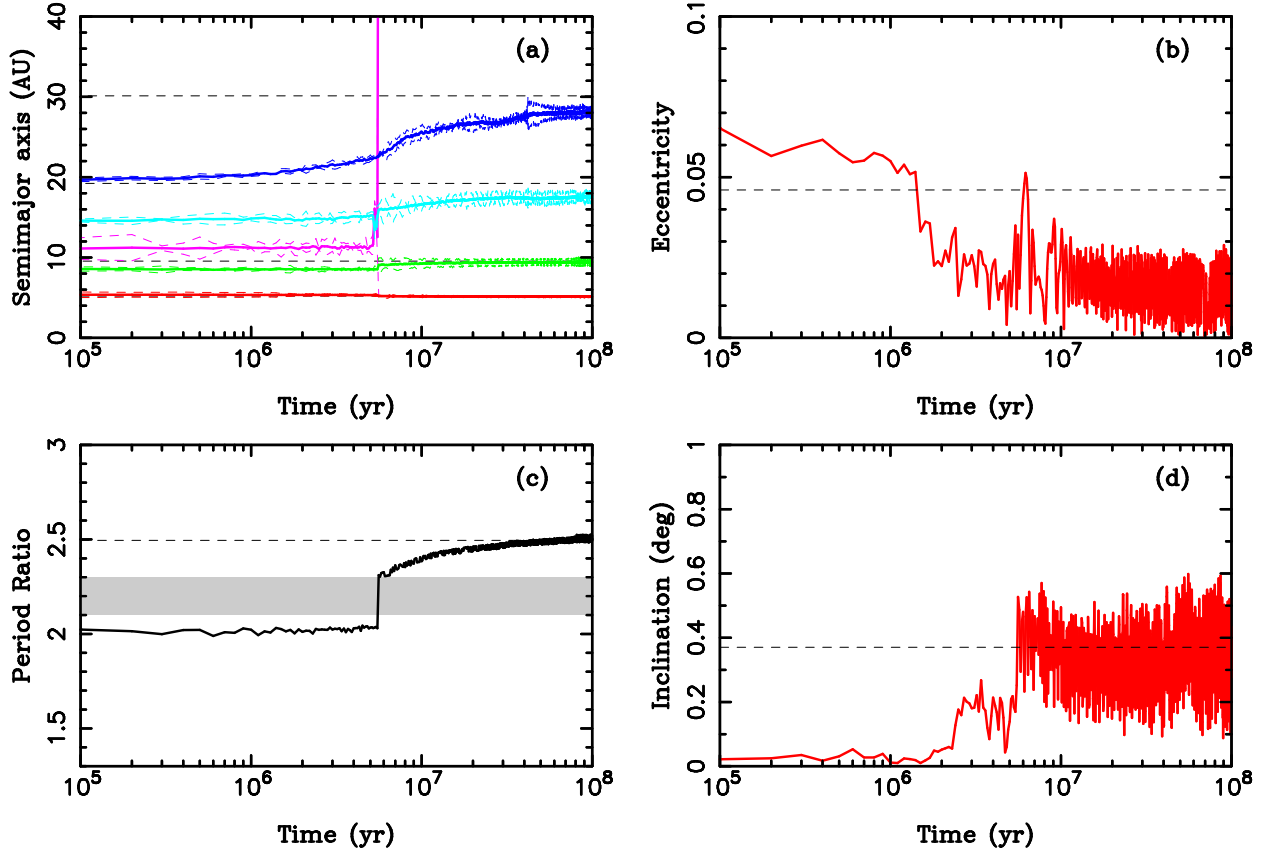 (a)
Semimajor axis (AU)
0 10 20 30 40
10^5 10^6 10^7 10^8
Time (yr)
(b)
Eccentricity
0 0.05 0.1
10^5 10^6 10^7 10^8
Time (yr)
(c)
Period Ratio
1.5 2 2.5 3
10^5 10^6 10^7 10^8
Time (yr)
(d)
Inclination (deg)
0 0.2 0.4 0.6 0.8 1
10^5 10^6 10^7 10^8
Time (yr)